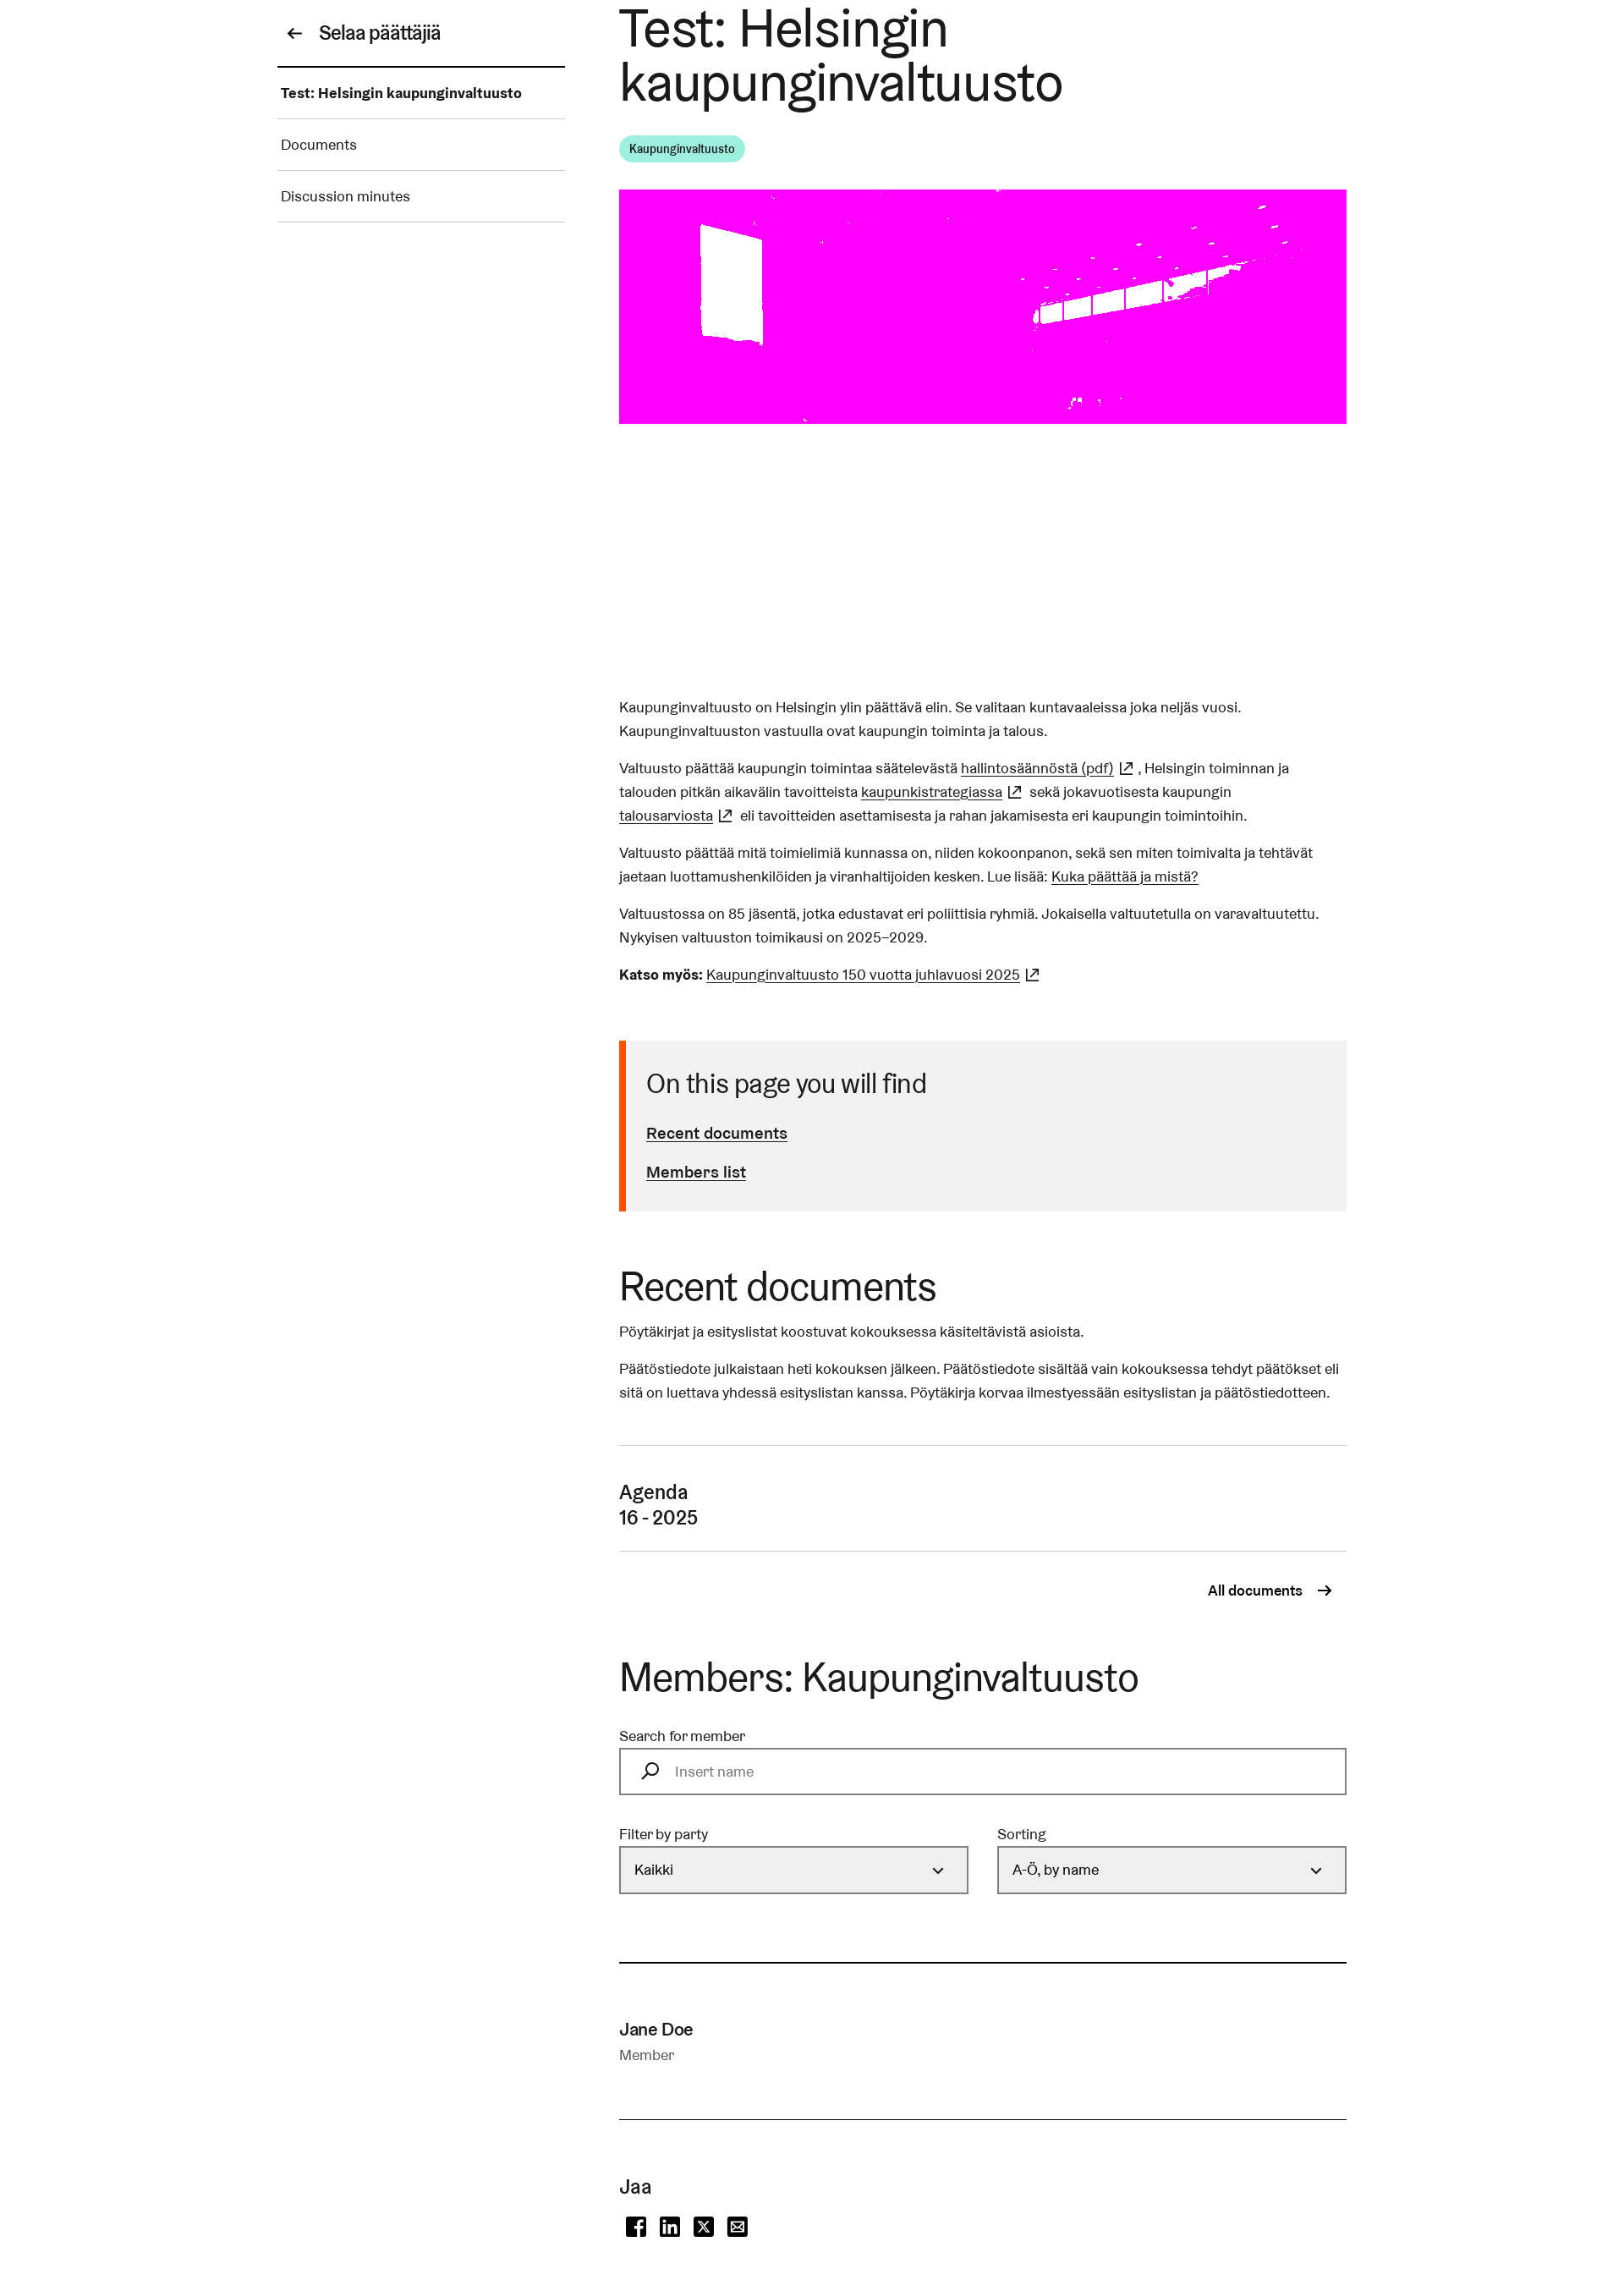 Selaa päättäjiä
Test: Helsingin kaupunginvaltuusto
Documents
Discussion minutes
Test: Helsingin
kaupunginvaltuusto
Kaupunginvaltuusto
Kaupunginvaltuusto on Helsingin ylin päättävä elin. Se valitaan kuntavaaleissa joka neljäs vuosi.
Kaupunginvaltuuston vastuulla ovat kaupungin toiminta ja talous.
Valtuusto päättää kaupungin toimintaa säätelevästä hallintosäännöstä (pdf) , Helsingin toiminnan ja
talouden pitkän aikavälin tavoitteista kaupunkistrategiassa sekä jokavuotisesta kaupungin
talousarviosta eli tavoitteiden asettamisesta ja rahan jakamisesta eri kaupungin toimintoihin.
Valtuusto päättää mitä toimielimiä kunnassa on, niiden kokoonpanon, sekä sen miten toimivalta ja tehtävät
jaetaan luottamushenkilöiden ja viranhaltijoiden kesken. Lue lisää: Kuka päättää ja mistä?
Valtuustossa on 85 jäsentä, jotka edustavat eri poliittisia ryhmiä. Jokaisella valtuutetulla on varavaltuutettu.
Nykyisen valtuuston toimikausi on 2025–2029.
Katso myös: Kaupunginvaltuusto 150 vuotta juhlavuosi 2025
On this page you will find
Recent documents
Members list
Recent documents
Pöytäkirjat ja esityslistat koostuvat kokouksessa käsiteltävistä asioista.
Päätöstiedote julkaistaan heti kokouksen jälkeen. Päätöstiedote sisältää vain kokouksessa tehdyt päätökset eli
sitä on luettava yhdessä esityslistan kanssa. Pöytäkirja korvaa ilmestyessään esityslistan ja päätöstiedotteen.
Agenda
16 - 2025
All documents
Members: Kaupunginvaltuusto
Search for member
Insert name
Filter by party
Sorting
Kaikki
A-Ö, by name
Jane Doe
Member
Jaa